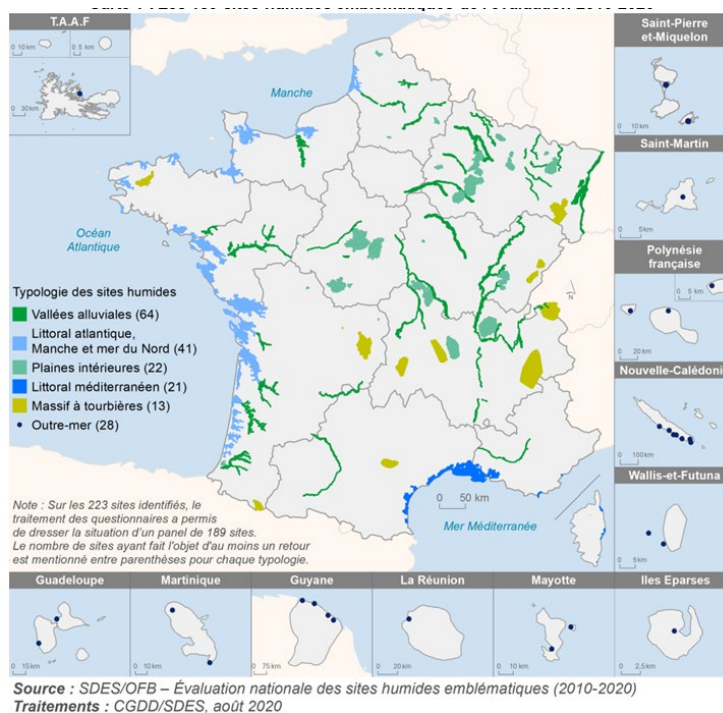 T.A.A.F
0 10 km
0 5 km
30 km
Manche
Océan
Atlantique
Typologie des sites humides
Vallées alluviales (64)
Littoral atlantique,
Manche et mer du Nord (41)
Plaines intérieures (22)
Littoral méditerranéen (21)
Massif à tourbières (13)
Outre-mer (28)
Note : Sur les 223 sites identifiés, le
traitement des questionnaires a permis
de dresser la situation d'un panel de 189 sites.
Le nombre de sites ayant fait l'objet d'au moins un retour
est mentionné entre parenthèses pour chaque typologie.
N
0 50 km
Mer Méditerranée
Saint-Pierre
et-Miquelon
0 10 km
Saint-Martin
0 5km
Polynésie
française
0 5 km
0 20 km
Nouvelle-Calédoni
0 100 km
Wallis-et-Futuna
0 5 km
Guadeloupe
0 15km
Martinique
0 10 km
Guyane
0 75 km
La Réunion
0 20km
Mayotte
0 10 km
Iles Eparses
0 2,5km
Source : SDES/OFB – Évaluation nationale des sites humides emblématiques (2010-2020)
Traitements : CGDD/SDES, août 2020